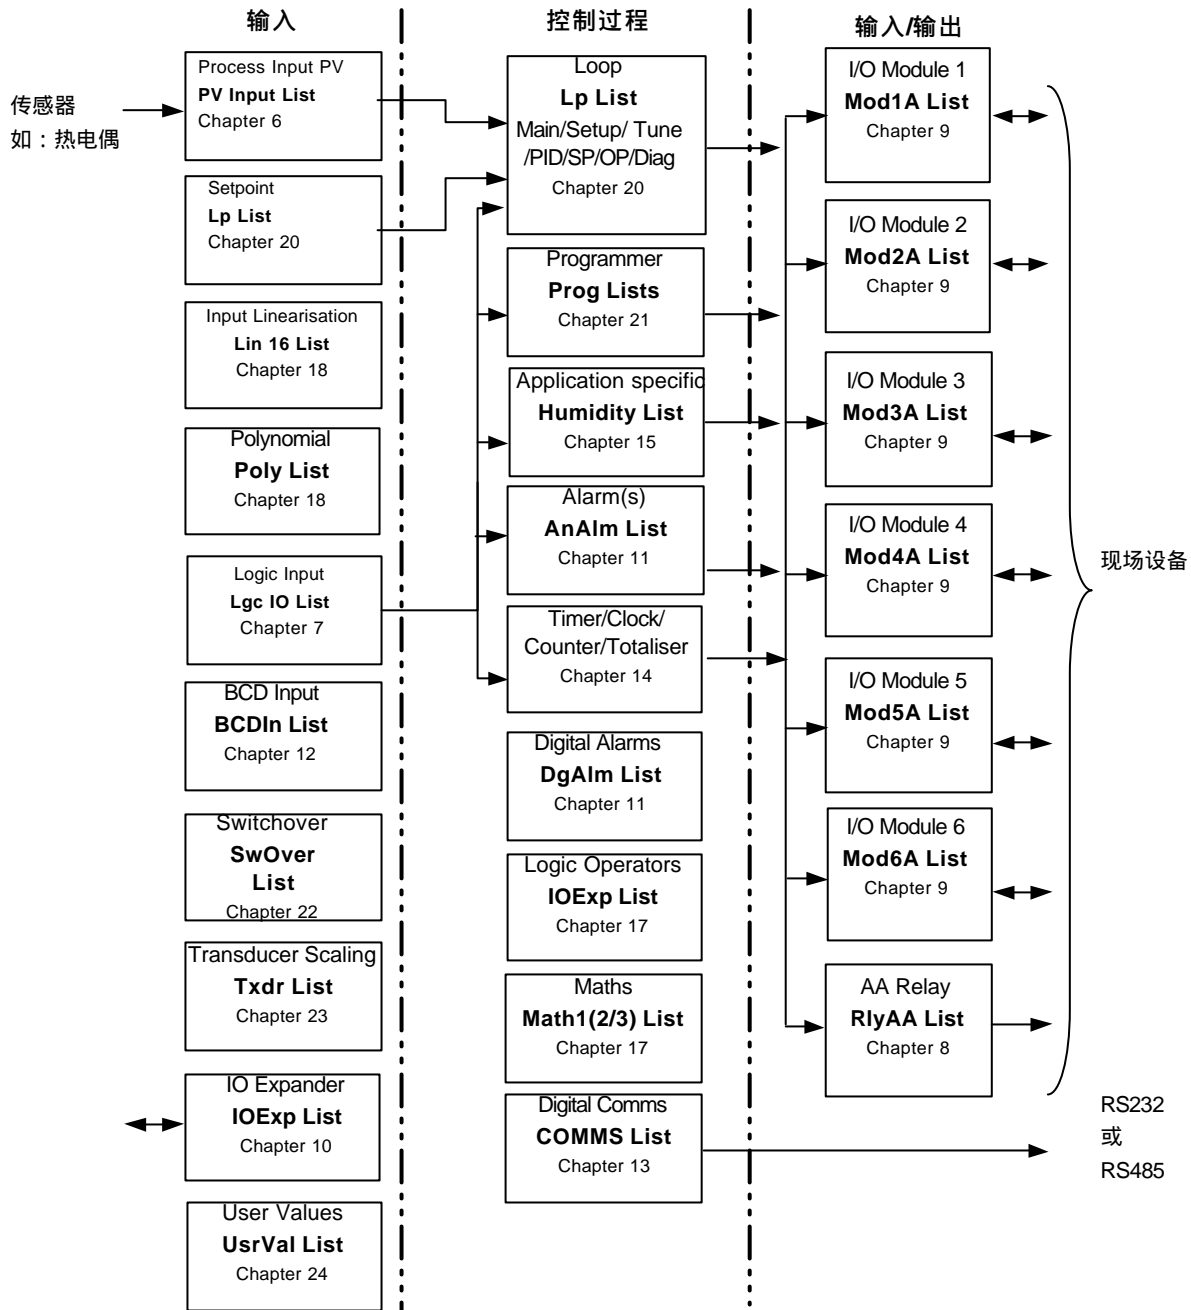 输入
控制过程
输入/输出
传感器
如：热电偶
Process Input PV
PV Input List
Chapter 6
Setpoint
Lp List
Chapter 20
Input Linearisation
Lin 16 List
Chapter 18
Polynomial
Poly List
Chapter 18
Logic Input
Lgc IO List
Chapter 7
BCD Input
BCDIn List
Chapter 12
Switchover
SwOver
List
Chapter 22
Transducer Scaling
Txdr List
Chapter 23
IO Expander
IOExp List
Chapter 10
User Values
UsrVal List
Chapter 24
Loop
Lp List
Main/Setup/ Tune
/PID/SP/OP/Diag
Chapter 20
Programmer
Prog Lists
Chapter 21
Application specific
Humidity List
Chapter 15
Alarm(s)
AnAlm List
Chapter 11
Timer/Clock/
Counter/Totaliser
Chapter 14
Digital Alarms
DgAlm List
Chapter 11
Logic Operators
IOExp List
Chapter 17
Maths
Math1(2/3) List
Chapter 17
Digital Comms
COMMS List
Chapter 13
I/O Module 1
Mod1A List
Chapter 9
I/O Module 2
Mod2A List
Chapter 9
I/O Module 3
Mod3A List
Chapter 9
I/O Module 4
Mod4A List
Chapter 9
I/O Module 5
Mod5A List
Chapter 9
I/O Module 6
Mod6A List
Chapter 9
AA Relay
RlyAA List
Chapter 8
现场设备
RS232
或
RS485